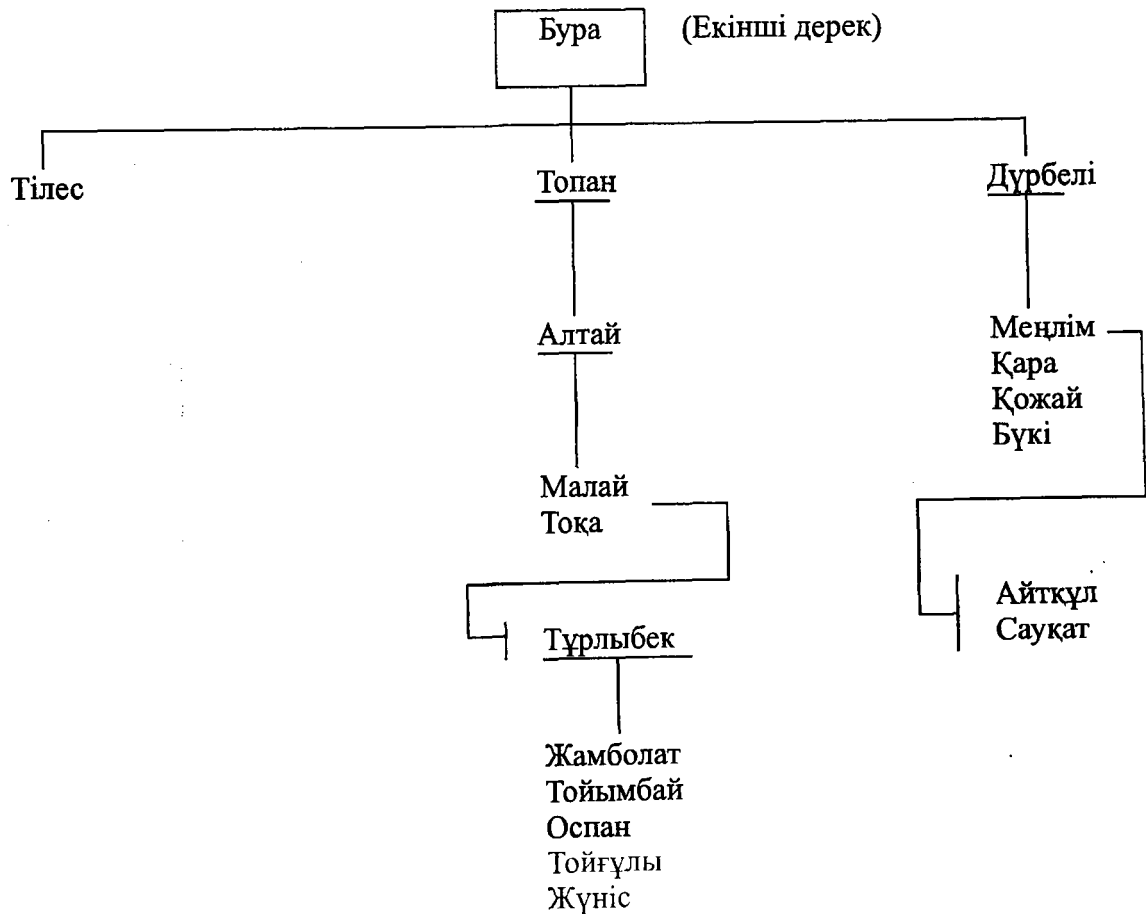 Бура (Екінші дерек)
Тілес Топан Дүрбелі
Алтай
Меңлім
Қара
Қожай
Бүкі
Малай
Тоқа
Айтқұл
Сауқат
Тұрлыбек
Жамболат
Тойымбай
Оспан
Тойғұлы
Жүніс